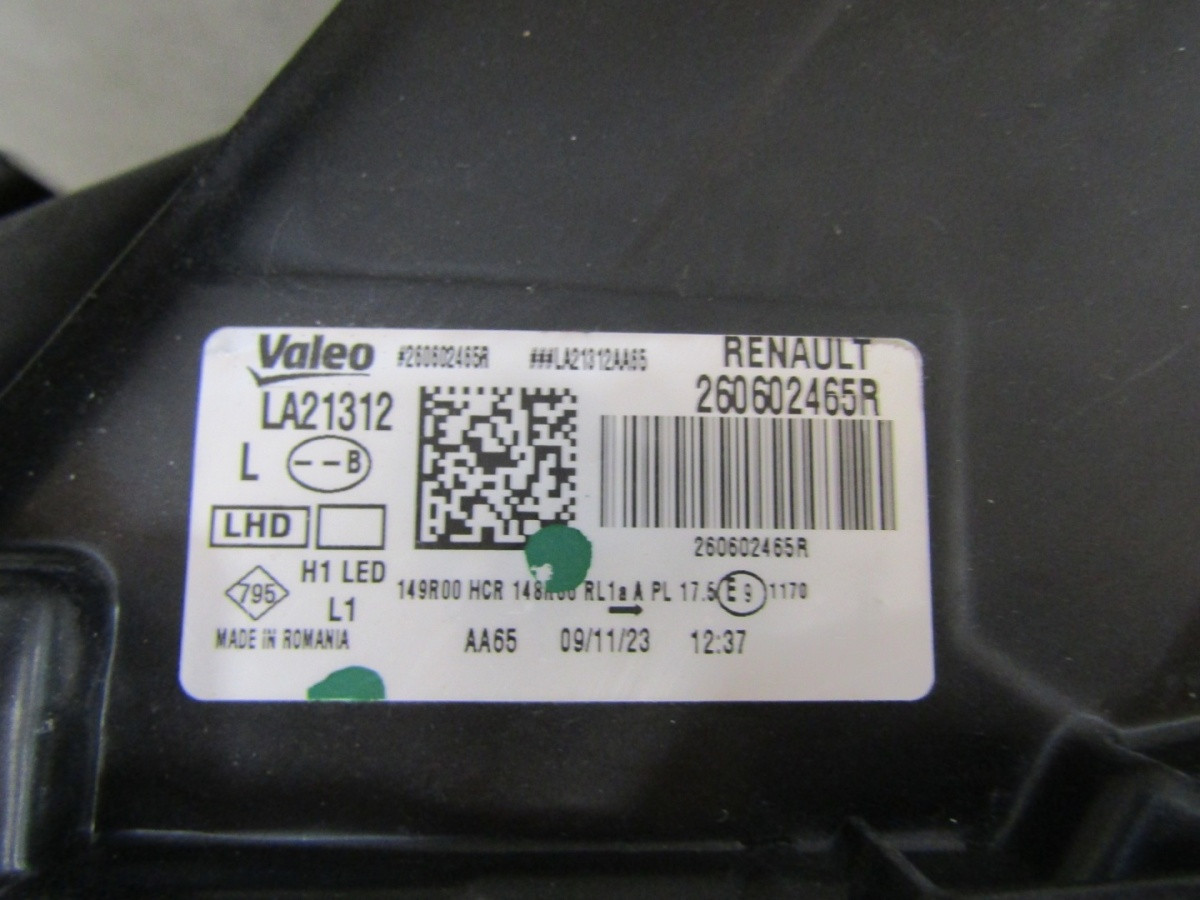 Valeo #260602465R ###LA21312AA65 RENAULT
LA21312 260602465R
L --B
LHD
260602465R
795 H1 LED 149R00 HCR 148R00 RL1a A PL 17.5 E9 1170
L1
MADE IN ROMANIA AA65 09/11/23 12:37